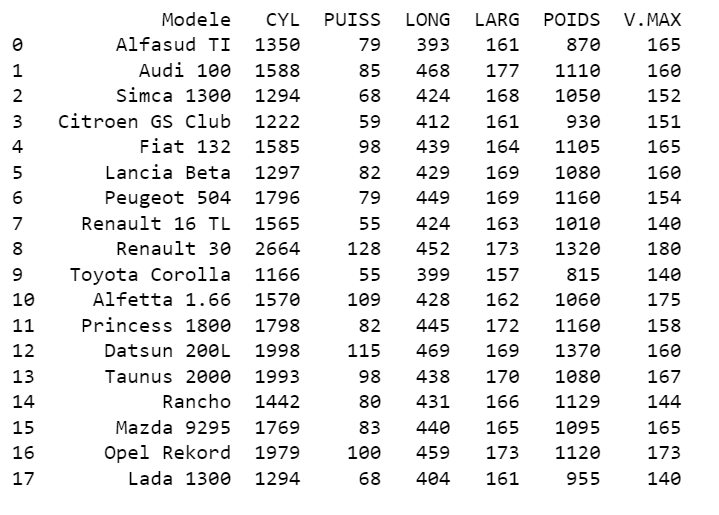 Modele CYL PUISS LONG LARG POIDS V.MAX
0 Alfasud TI 1350 79 393 161 870 165
1 Audi 100 1588 85 468 177 1110 160
2 Simca 1300 1294 68 424 168 1050 152
3 Citroen GS Club 1222 59 412 161 930 151
4 Fiat 132 1585 98 439 164 1105 165
5 Lancia Beta 1297 82 429 169 1080 160
6 Peugeot 504 1796 79 449 169 1160 154
7 Renault 16 TL 1565 55 424 163 1010 140
8 Renault 30 2664 128 452 173 1320 180
9 Toyota Corolla 1166 55 399 157 815 140
10 Alfetta 1.66 1570 109 428 162 1060 175
11 Princess 1800 1798 82 445 172 1160 158
12 Datsun 200L 1998 115 469 169 1370 160
13 Taunus 2000 1993 98 438 170 1080 167
14 Rancho 1442 80 431 166 1129 144
15 Mazda 9295 1769 83 440 165 1095 165
16 Opel Rekord 1979 100 459 173 1120 173
17 Lada 1300 1294 68 404 161 955 140